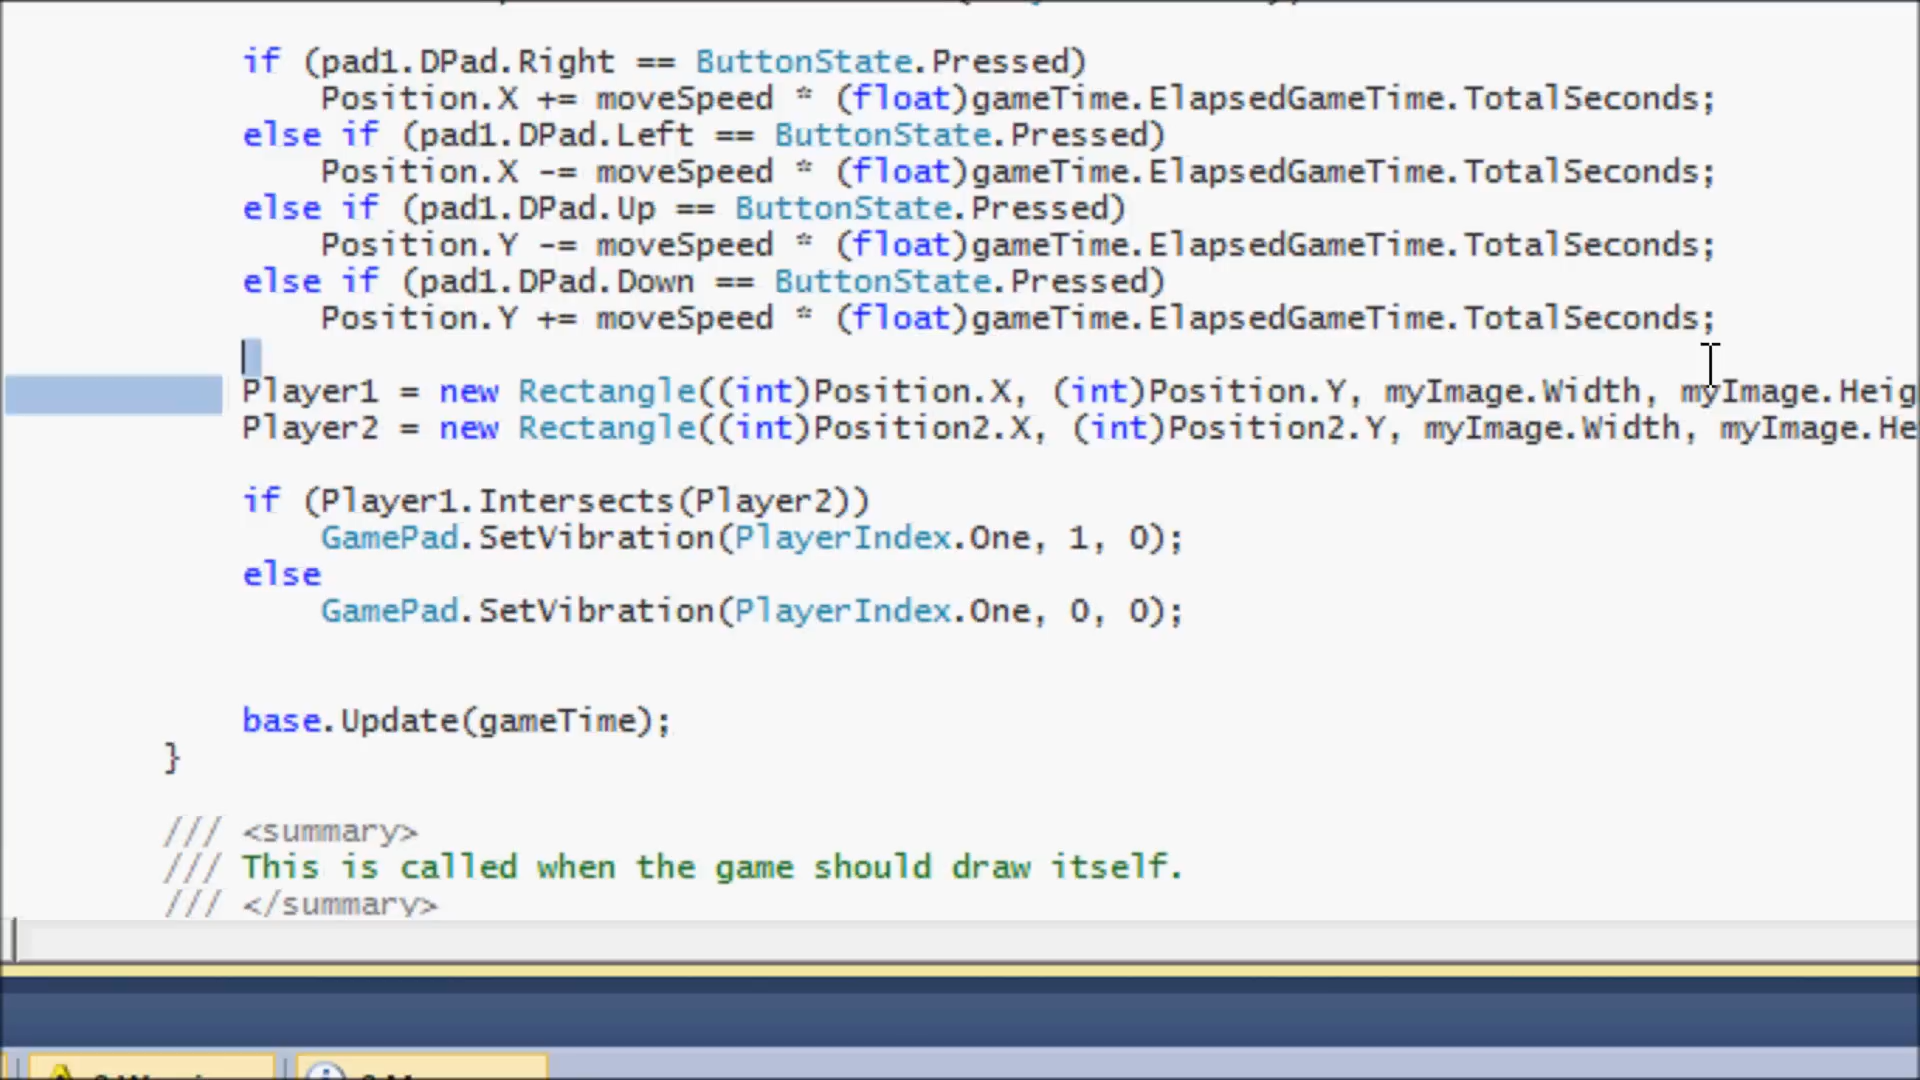 if (pad1.DPad.Right == ButtonState.Pressed)
Position.X += moveSpeed * (float)gameTime.ElapsedGameTime.TotalSeconds;
else if (pad1.DPad.Left == ButtonState.Pressed)
Position.X -= moveSpeed * (float)gameTime.ElapsedGameTime.TotalSeconds;
else if (pad1.DPad.Up == ButtonState.Pressed)
Position.Y -= moveSpeed * (float)gameTime.ElapsedGameTime.TotalSeconds;
else if (pad1.DPad.Down == ButtonState.Pressed)
Position.Y += moveSpeed * (float)gameTime.ElapsedGameTime.TotalSeconds;
Player1 = new Rectangle((int)Position.X, (int)Position.Y, myImage.Width, myImage.Heig
Player2 = new Rectangle((int)Position2.X, (int)Position2.Y, myImage.Width, myImage.He
if (Player1.Intersects(Player2))
GamePad.SetVibration(PlayerIndex.One, 1, 0);
else
GamePad.SetVibration(PlayerIndex.One, 0, 0);
base.Update(gameTime);
}
/// <summary>
/// This is called when the game should draw itself.
/// </summary>